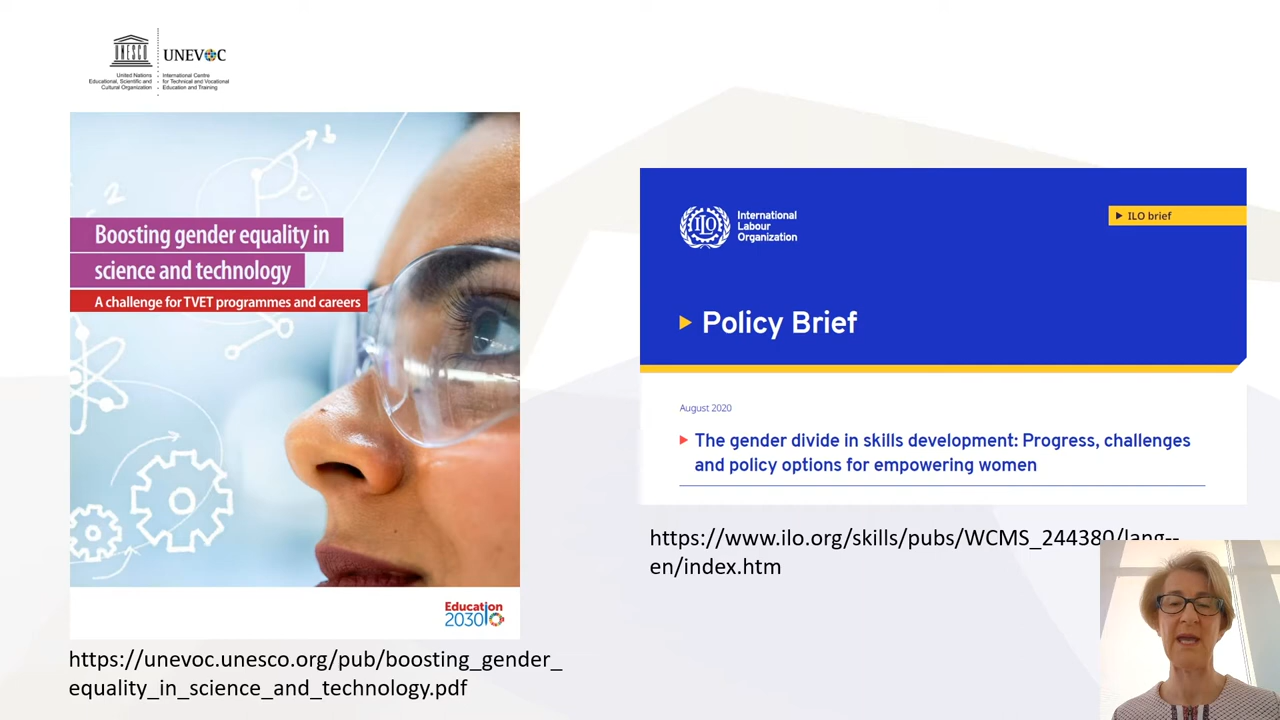 UNESCO
UNEVOC
United Nations
Educational, Scientific and
Cultural Organization
International Centre
for Technical and Vocational
Education and Training
Boosting gender equality in
science and technology
A challenge for TVET programmes and careers
Education
2030
https://unevoc.unesco.org/pub/boosting_gender_
equality_in_science_and_technology.pdf
ILO
International
Labour
Organization
ILO brief
Policy Brief
August 2020
The gender divide in skills development: Progress, challenges
and policy options for empowering women
https://www.ilo.org/skills/pubs/WCMS_244380/lang--
en/index.htm